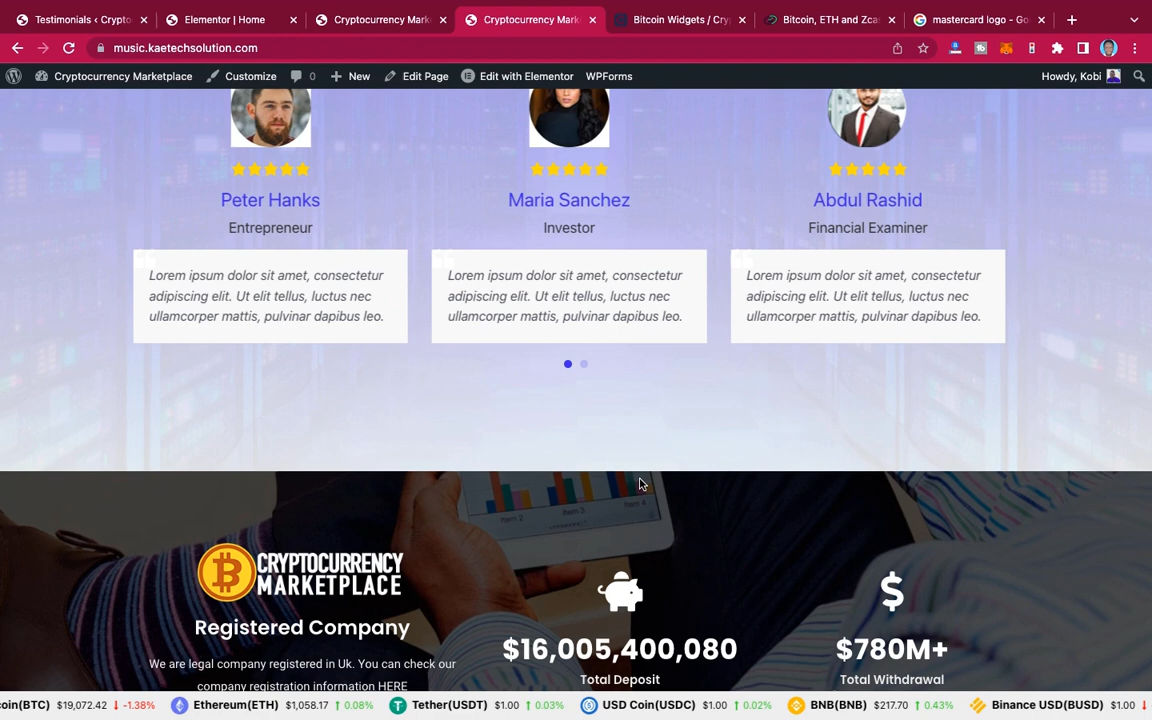 Testimonials ‹ Crypto
Elementor | Home
Cryptocurrency Mark
Cryptocurrency Mark
Bitcoin Widgets / Cry
Bitcoin, ETH and Zca
mastercard logo - Go
music.kaetechsolution.com
Cryptocurrency Marketplace
Customize
0
New
Edit Page
Edit with Elementor
WPForms
Howdy, Kobi
Peter Hanks
Maria Sanchez
Abdul Rashid
Entrepreneur
Investor
Financial Examiner
Lorem ipsum dolor sit amet, consectetur
adipiscing elit. Ut elit tellus, luctus nec
ullamcorper mattis, pulvinar dapibus leo.
Lorem ipsum dolor sit amet, consectetur
adipiscing elit. Ut elit tellus, luctus nec
ullamcorper mattis, pulvinar dapibus leo.
Lorem ipsum dolor sit amet, consectetur
adipiscing elit. Ut elit tellus, luctus nec
ullamcorper mattis, pulvinar dapibus leo.
Item 2
Item 3
Item 4
CRYPTOCURRENCY
MARKETPLACE
Registered Company
We are legal company registered in Uk. You can check our
company registration information HERE
$16,005,400,080
Total Deposit
$780M+
Total Withdrawal
coin(BTC) $19,072.42 -1.38%
Ethereum(ETH) $1,058.17 0.08%
Tether(USDT) $1.00 0.03%
USD Coin(USDC) $1.00 0.02%
BNB(BNB) $217.70 0.43%
Binance USD(BUSD) $1.00